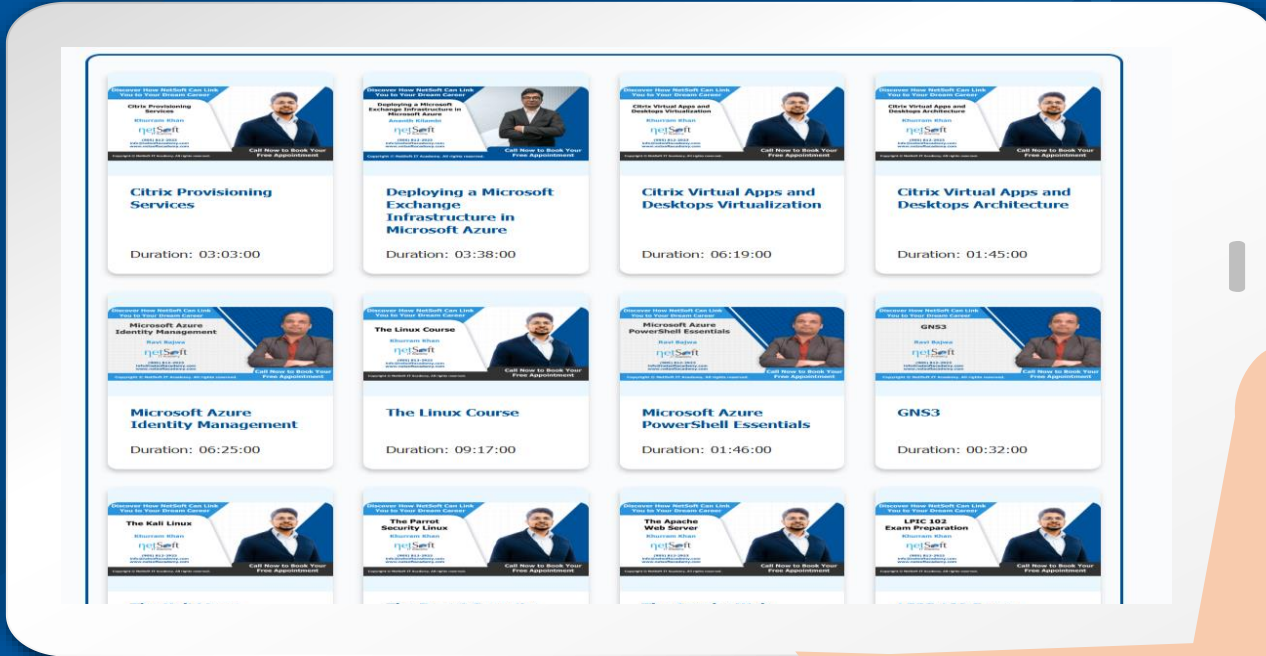 Discover How NetSoft Can Link
You to Your Dream Career
Citrix Provisioning
Services
Khurram Khan
netSoft
Call Now to Book Your
Free Appointment
Citrix Provisioning
Services
Duration: 03:03:00
Discover How NetSoft Can Link
You to Your Dream Career
Deploying a Microsoft
Exchange Infrastructure in
Microsoft Azure
netSoft
Call Now to Book Your
Free Appointment
Deploying a Microsoft
Exchange
Infrastructure in
Microsoft Azure
Duration: 03:38:00
Discover How NetSoft Can Link
You to Your Dream Career
Citrix Virtual Apps and
Desktops Virtualization
Khurram Khan
netSoft
Call Now to Book Your
Free Appointment
Citrix Virtual Apps and
Desktops Virtualization
Duration: 06:19:00
Discover How NetSoft Can Link
You to Your Dream Career
Citrix Virtual Apps and
Desktops Architecture
Khurram Khan
netSoft
Call Now to Book Your
Free Appointment
Citrix Virtual Apps and
Desktops Architecture
Duration: 01:45:00
Discover How NetSoft Can Link
You to Your Dream Career
Microsoft Azure
Identity Management
netSoft
Call Now to Book Your
Free Appointment
Microsoft Azure
Identity Management
Duration: 06:25:00
Discover How NetSoft Can Link
You to Your Dream Career
The Linux Course
Khurram Khan
netSoft
Call Now to Book Your
Free Appointment
The Linux Course
Duration: 09:17:00
Discover How NetSoft Can Link
You to Your Dream Career
Microsoft Azure
PowerShell Essentials
netSoft
Call Now to Book Your
Free Appointment
Microsoft Azure
PowerShell Essentials
Duration: 01:46:00
Discover How NetSoft Can Link
You to Your Dream Career
GNS3
netSoft
Call Now to Book Your
Free Appointment
GNS3
Duration: 00:32:00
Discover How NetSoft Can Link
You to Your Dream Career
The Kali Linux
Khurram Khan
netSoft
Call Now to Book Your
Free Appointment
Discover How NetSoft Can Link
You to Your Dream Career
The Parrot
Security Linux
Khurram Khan
netSoft
Call Now to Book Your
Free Appointment
Discover How NetSoft Can Link
You to Your Dream Career
The Apache
Web Server
Khurram Khan
netSoft
Call Now to Book Your
Free Appointment
Discover How NetSoft Can Link
You to Your Dream Career
LPIC 102
Exam Preparation
Khurram Khan
netSoft
Call Now to Book Your
Free Appointment